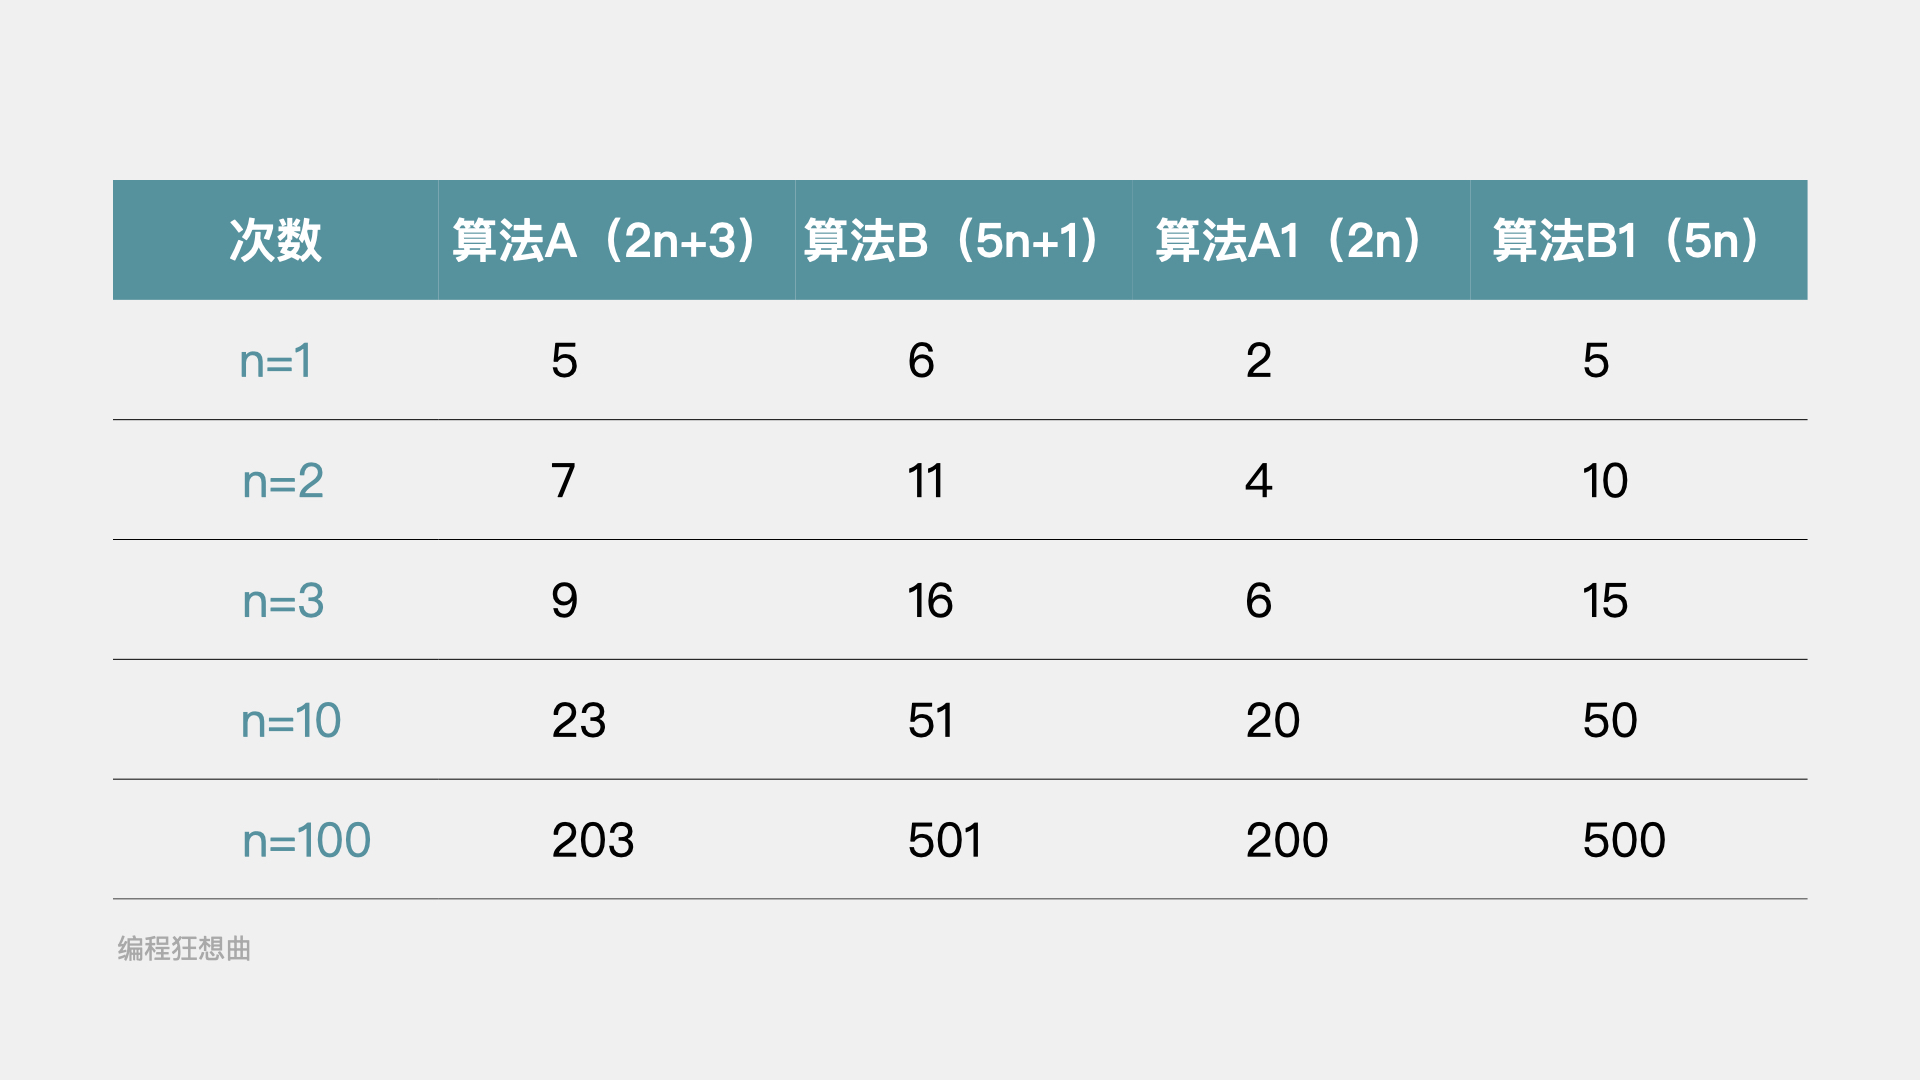 次数 算法A（2n+3） 算法B（5n+1） 算法A1（2n） 算法B1（5n）
n=1 5 6 2 5
n=2 7 11 4 10
n=3 9 16 6 15
n=10 23 51 20 50
n=100 203 501 200 500
编程狂想曲